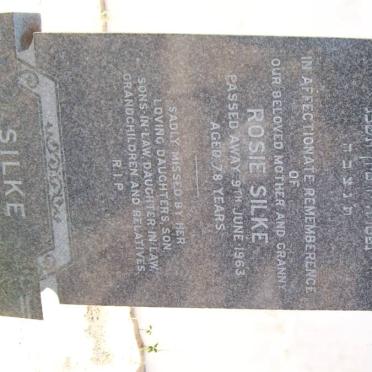 SILKE
ת נ צ ב ה
IN AFFECTIONATE REMEMBERENCE
OF
OUR BELOVED MOTHER AND GRANNY
ROSIE SILKE
PASSED AWAY 9TH JUNE 1963
AGED 78 YEARS
SADLY MISSED BY HER
LOVING DAUGHTERS, SON,
SONS-IN-LAW, DAUGHTER-IN-LAW,
GRANDCHILDREN AND RELATIVES.
R.I.P.